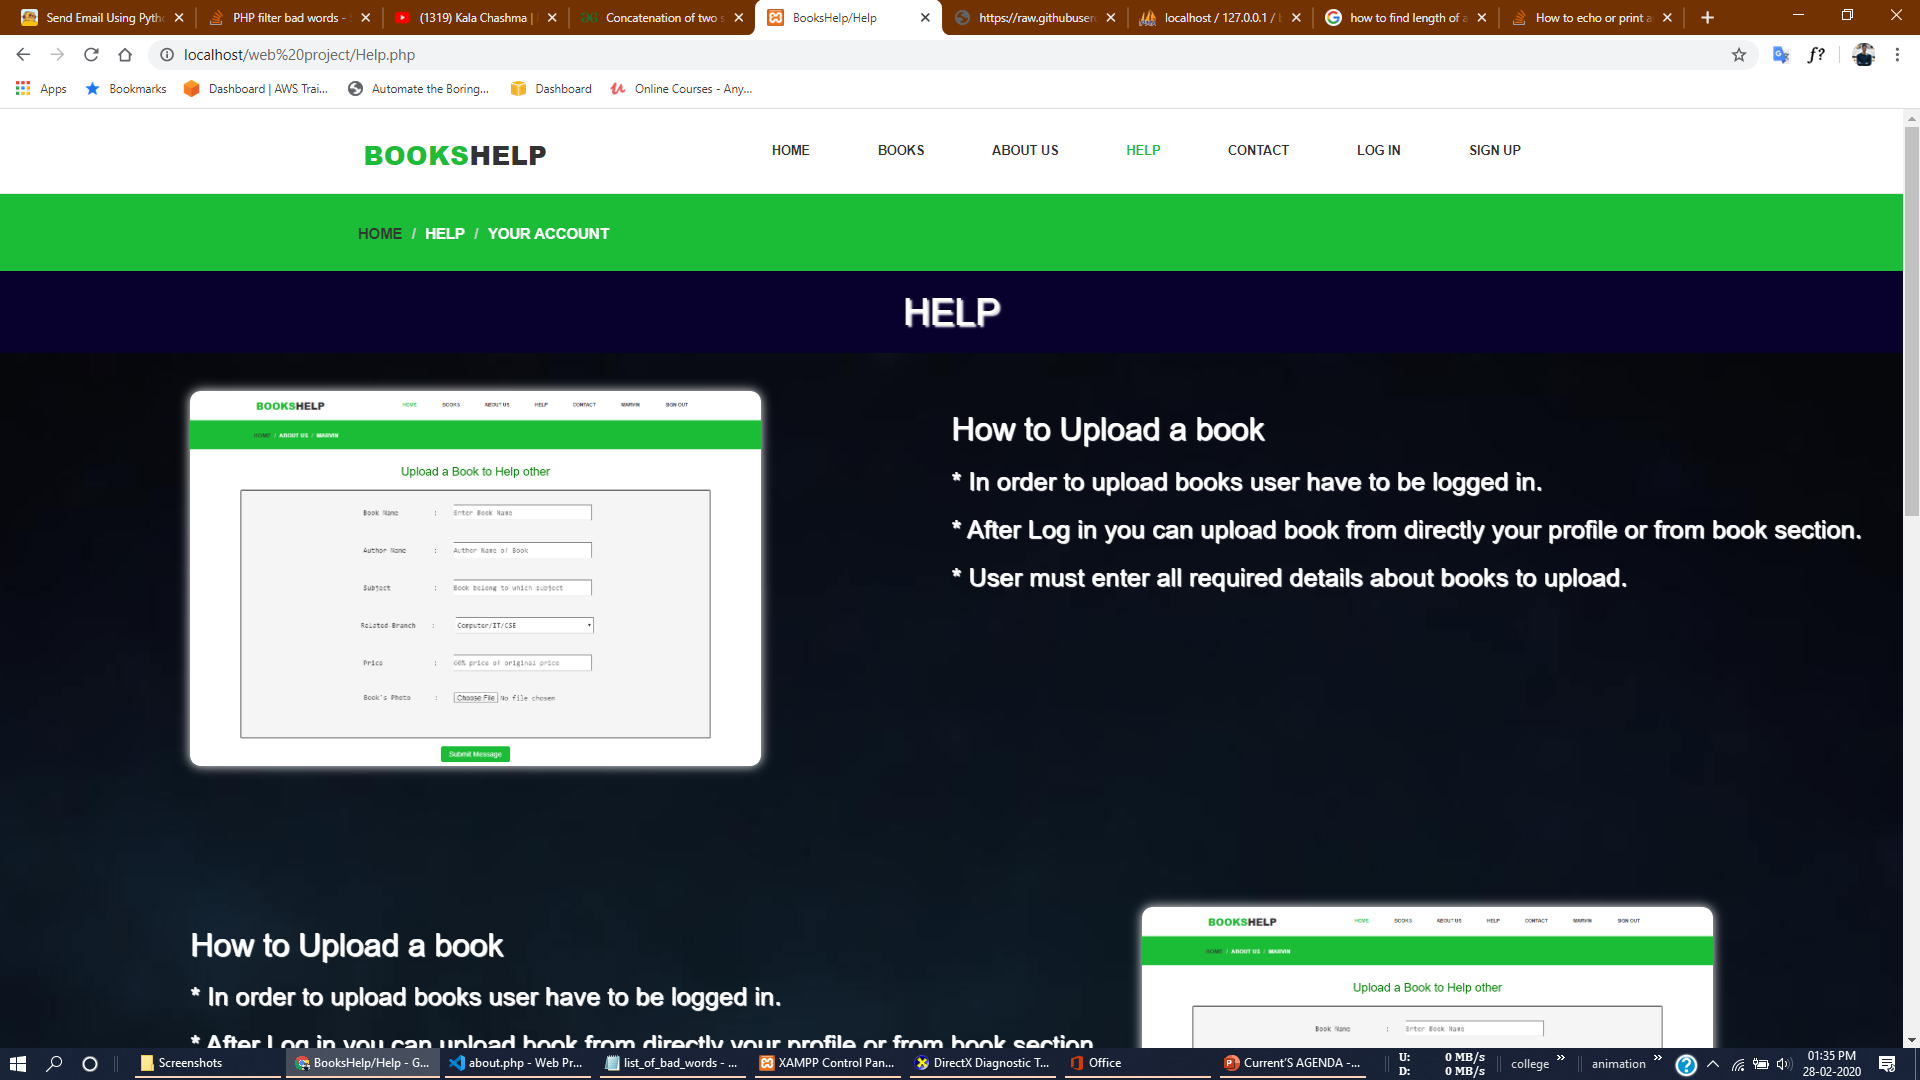 Send Email Using Pyth
PHP filter bad words -
(1319) Kala Chashma |
Concatenation of two s
BooksHelp/Help
https://raw.githubuser
localhost / 127.0.0.1 / b
how to find length of a
How to echo or print a
localhost/web%20project/Help.php
f?
Apps
Bookmarks
Dashboard | AWS Trai...
Automate the Boring...
Dashboard
Online Courses - Any...
BOOKSHELP
HOME
BOOKS
ABOUT US
HELP
CONTACT
LOG IN
SIGN UP
HOME / HELP / YOUR ACCOUNT
HELP
BOOKSHELP
HOME
BOOKS
ABOUT US
HELP
CONTACT
MARVIN
SIGN OUT
HOME / ABOUT US / MARVIN
Upload a Book to Help other
Book Name : Enter Book Name
Author Name : Author Name of Book
Subject : Book belong to which subject
Related Branch : Computer/IT/CSE
Price : 60% price of original price
Book's Photo : Choose File No file chosen
Submit Message
How to Upload a book
* In order to upload books user have to be logged in.
* After Log in you can upload book from directly your profile or from book section.
* User must enter all required details about books to upload.
How to Upload a book
* In order to upload books user have to be logged in.
* After Log in you can upload book from directly your profile or from book section.
BOOKSHELP
HOME
BOOKS
ABOUT US
HELP
CONTACT
MARVIN
SIGN OUT
HOME / ABOUT US / MARVIN
Upload a Book to Help other
Book Name : Enter Book Name
Screenshots
BooksHelp/Help - G...
about.php - Web Pr...
list_of_bad_words - ...
XAMPP Control Pan...
DirectX Diagnostic T...
Office
Current'S AGENDA -...
U: 0 MB/s
D: 0 MB/s
college »
animation »
01:35 PM
28-02-2020